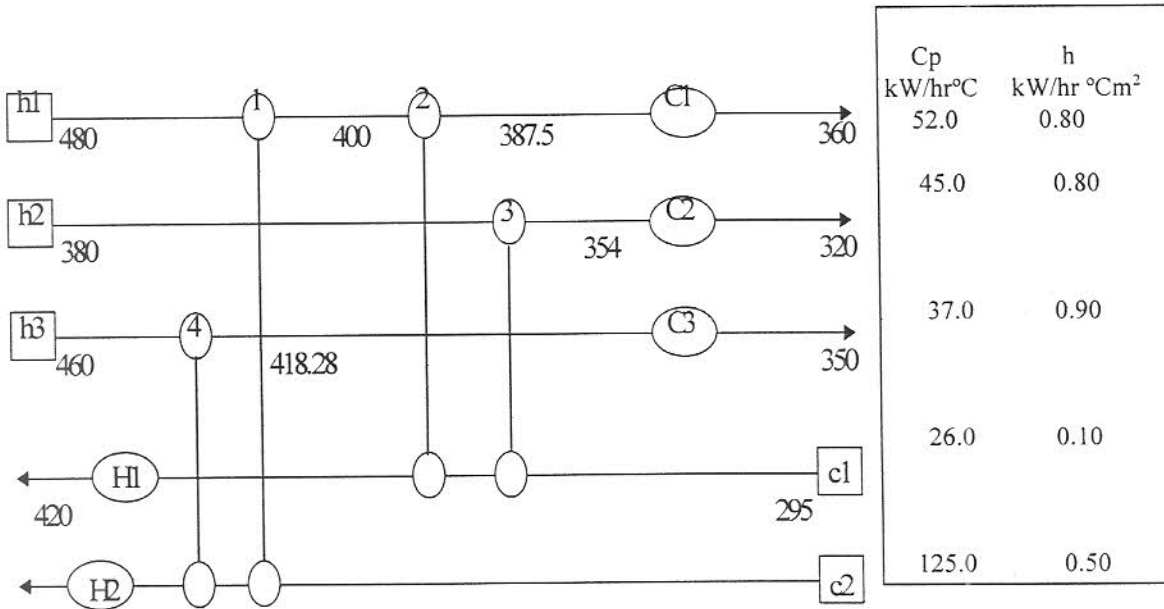 Cp h
kW/hr°C kW/hr °Cm²
h1 480 1 400 2 387.5 C1 360 52.0 0.80
h2 380 3 354 C2 320 45.0 0.80
h3 460 4 418.28 C3 350 37.0 0.90
420 H1 295 c1 26.0 0.10
H2 c2 125.0 0.50